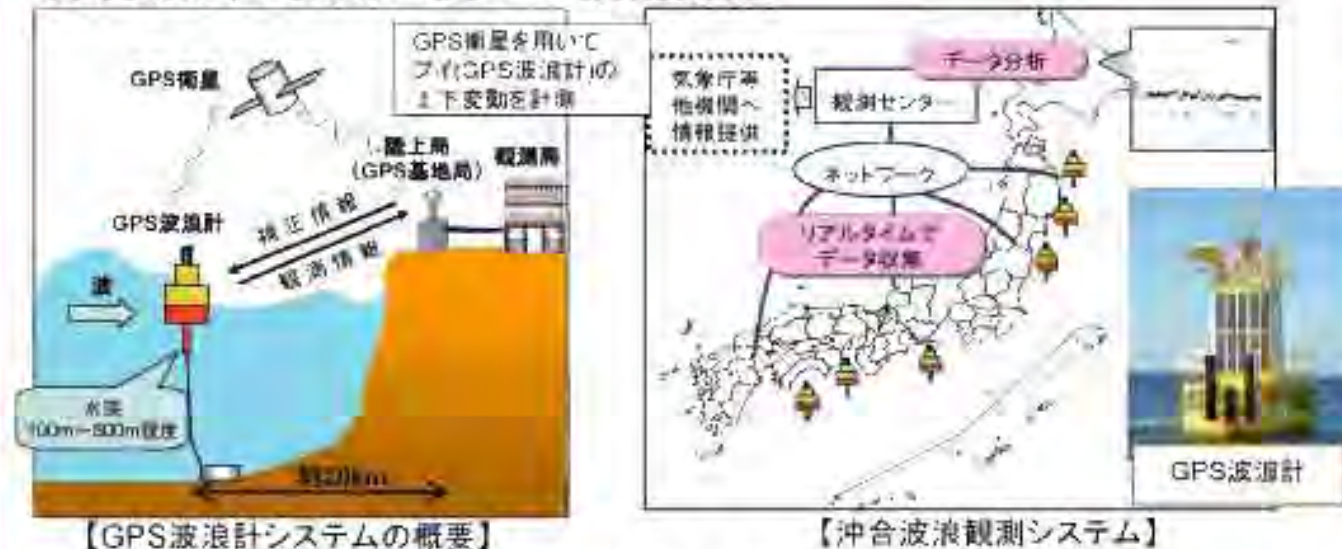 GPS衛星を用いて
ブイ(GPS波浪計)の
上下変動を計測
GPS衛星
陸上局
(GPS基地局)
観測局
GPS波浪計
補正情報
観測情報
波
水深
約20km
【GPS波浪計システムの概要】
気象庁等
他機関へ
情報提供
データ分析
観測センター
ネットワーク
リアルタイムで
データ収集
GPS波浪計
【沖合波浪観測システム】